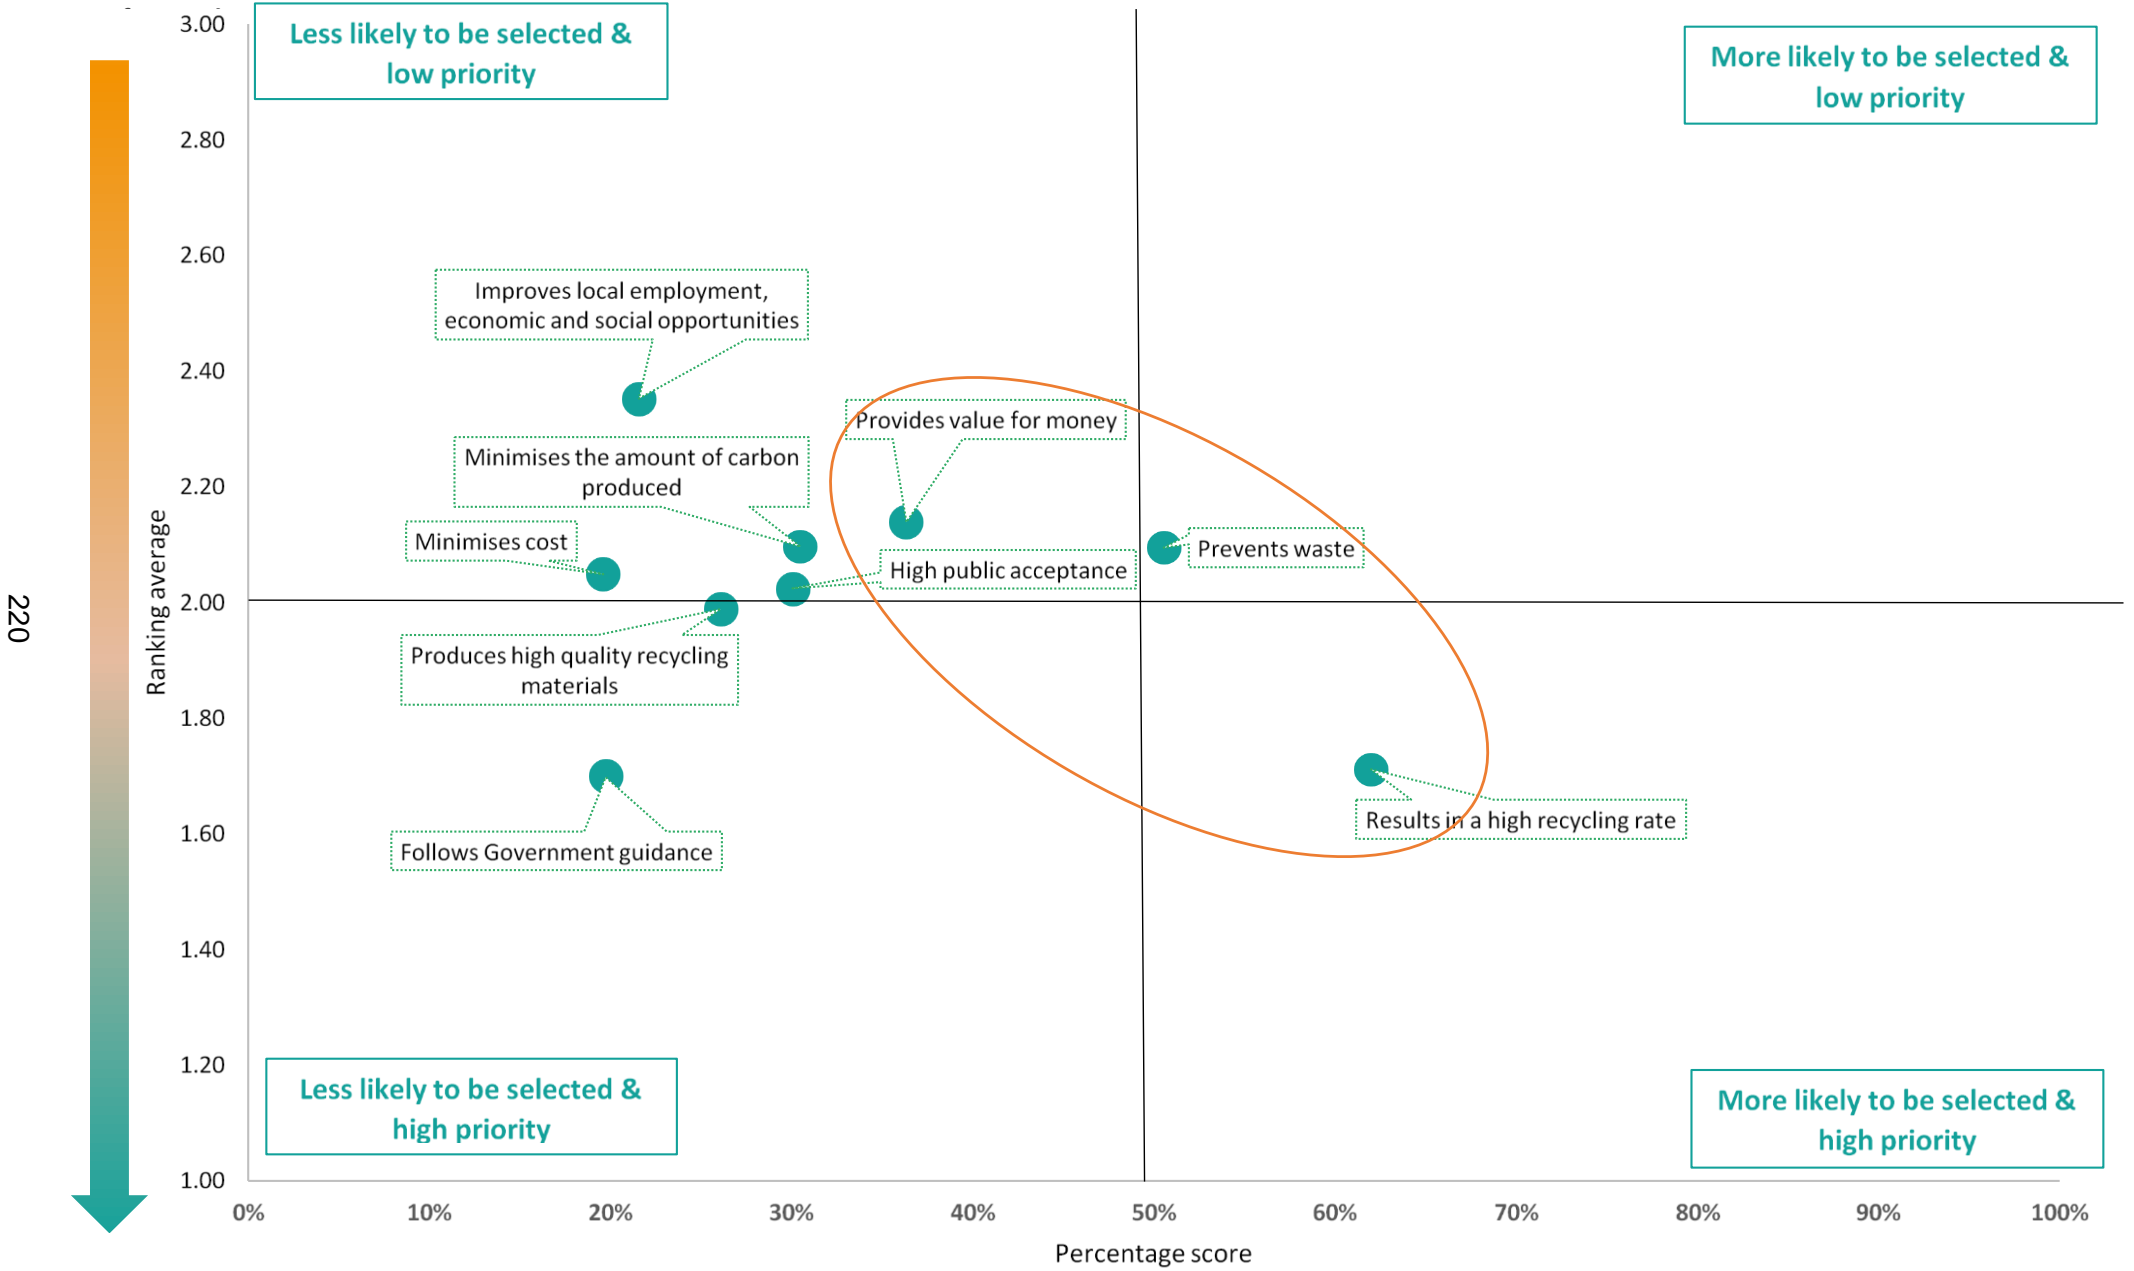 Less likely to be selected &
low priority
More likely to be selected &
low priority
3.00
2.80
2.60
2.40
2.20
2.00
1.80
1.60
1.40
1.20
1.00
Ranking average
220
Improves local employment,
economic and social opportunities
Provides value for money
Minimises the amount of carbon
produced
Minimises cost
High public acceptance
Prevents waste
Produces high quality recycling
materials
Follows Government guidance
Results in a high recycling rate
Less likely to be selected &
high priority
More likely to be selected &
high priority
0% 10% 20% 30% 40% 50% 60% 70% 80% 90% 100%
Percentage score